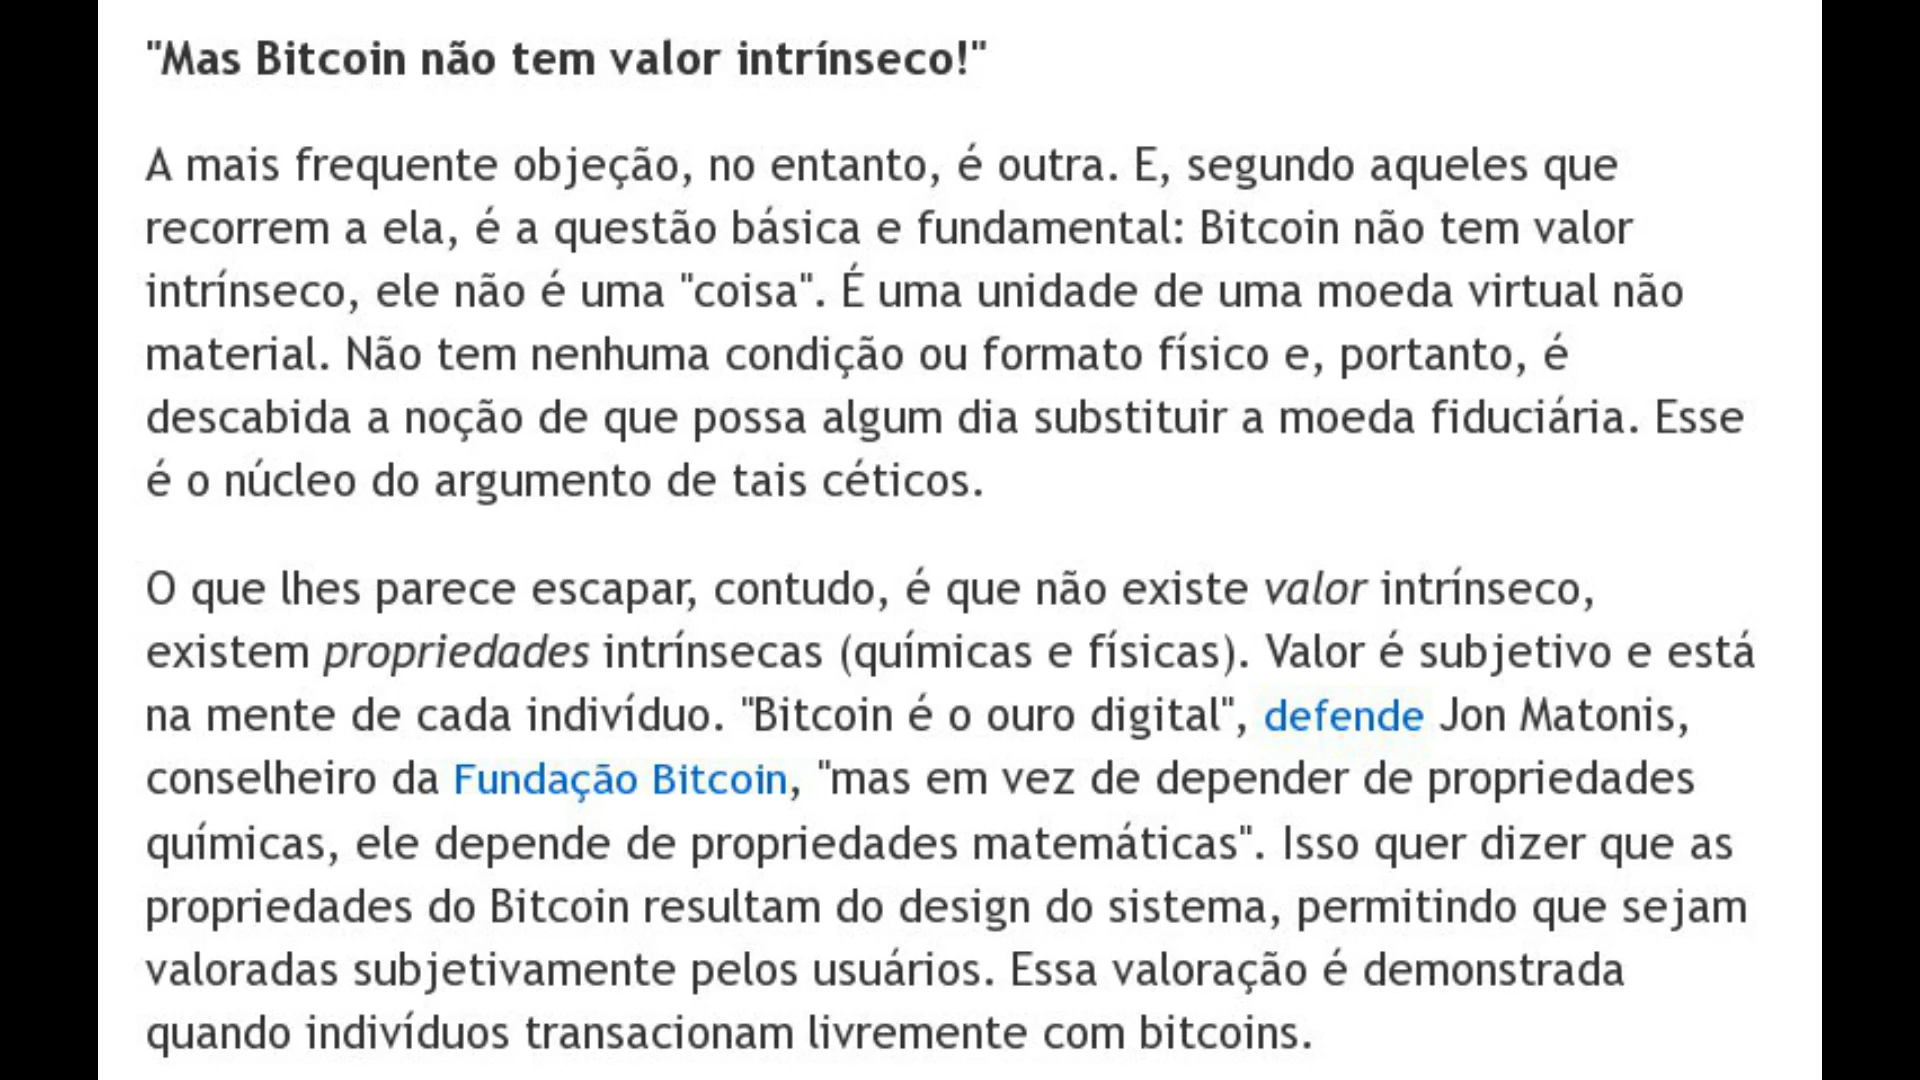 "Mas Bitcoin não tem valor intrínseco!"
A mais frequente objeção, no entanto, é outra. E, segundo aqueles que
recorrem a ela, é a questão básica e fundamental: Bitcoin não tem valor
intrínseco, ele não é uma "coisa". É uma unidade de uma moeda virtual não
material. Não tem nenhuma condição ou formato físico e, portanto, é
descabida a noção de que possa algum dia substituir a moeda fiduciária. Esse
é o núcleo do argumento de tais céticos.
O que lhes parece escapar, contudo, é que não existe valor intrínseco,
existem propriedades intrínsecas (químicas e físicas). Valor é subjetivo e está
na mente de cada indivíduo. "Bitcoin é o ouro digital", defende Jon Matonis,
conselheiro da Fundação Bitcoin, "mas em vez de depender de propriedades
químicas, ele depende de propriedades matemáticas". Isso quer dizer que as
propriedades do Bitcoin resultam do design do sistema, permitindo que sejam
valoradas subjetivamente pelos usuários. Essa valoração é demonstrada
quando indivíduos transacionam livremente com bitcoins.